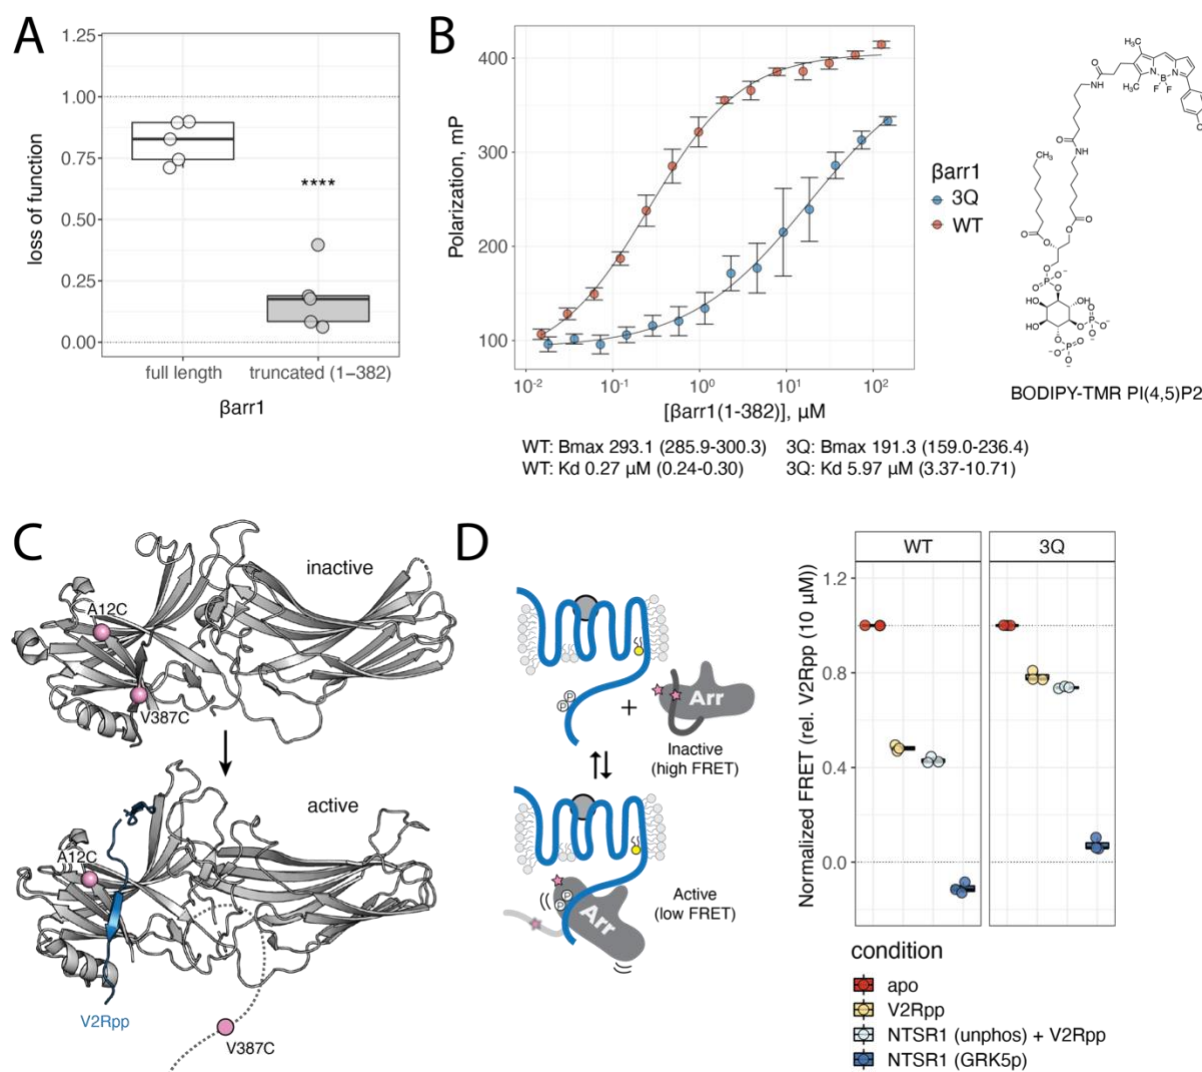 A
1.25
1.00
0.75
0.50
0.25
0.00
loss of function
****
full length
truncated (1−382)
βarr1
B
400
300
200
100
Polarization, mP
10⁻²
10⁻¹
10⁰
10¹
10²
[βarr1(1-382)], μM
βarr1
3Q
WT
WT: Bmax 293.1 (285.9-300.3) 3Q: Bmax 191.3 (159.0-236.4)
WT: Kd 0.27 μM (0.24-0.30) 3Q: Kd 5.97 μM (3.37-10.71)
H₃C
CH₃
O
NH
CH₃
N
B
N
F
F
O
NH
CH₃
O
O
O
O
O
O
P
O⁻
O
HO
OH
HO
O
P
O⁻
O
P
O⁻
BODIPY-TMR PI(4,5)P2
C
inactive
A12C
V387C
active
A12C
V2Rpp
V387C
D
P
P
+
Arr
Inactive
(high FRET)
P
P
Arr
Active
(low FRET)
WT
3Q
1.2
0.8
0.4
0.0
Normalized FRET (rel. V2Rpp (10 μM))
condition
apo
V2Rpp
NTSR1 (unphos) + V2Rpp
NTSR1 (GRK5p)